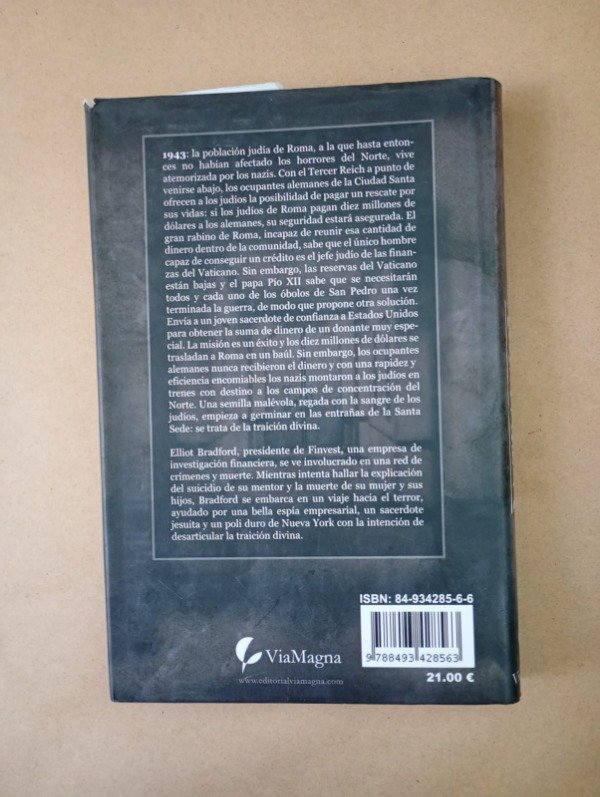 1943: la población judía de Roma, a la que hasta enton-
ces no habían afectado los horrores del Norte, vive
atemorizada por los nazis. Con el Tercer Reich a punto de
venirse abajo, los ocupantes alemanes de la Ciudad Santa
ofrecen a los judíos la posibilidad de pagar un rescate por
sus vidas: si los judíos de Roma pagan diez millones de
dólares a los alemanes, su seguridad estará asegurada. El
gran rabino de Roma, incapaz de reunir esa cantidad de
dinero dentro de la comunidad, sabe que el único hombre
capaz de conseguir un crédito es el jefe judío de las finan-
zas del Vaticano. Sin embargo, las reservas del Vaticano
están bajas y el papa Pío XII sabe que se necesitarán
todos y cada uno de los óbolos de San Pedro una vez
terminada la guerra, de modo que propone otra solución.
Envía a un joven sacerdote de confianza a Estados Unidos
para obtener la suma de dinero de un donante muy espe-
cial. La misión es un éxito y los diez millones de dólares se
trasladan a Roma en un baúl. Sin embargo, los ocupantes
alemanes nunca recibieron el dinero y con una rapidez y
eficiencia encomiables los nazis montaron a los judíos en
trenes con destino a los campos de concentración del
Norte. Una semilla malévola, regada con la sangre de los
judíos, empieza a germinar en las entrañas de la Santa
Sede: se trata de la traición divina.
Elliot Bradford, presidente de Finvest, una empresa de
investigación financiera, se ve involucrado en una red de
crímenes y muerte. Mientras intenta hallar la explicación
del suicidio de su mentor y la muerte de su mujer y sus
hijos, Bradford se embarca en un viaje hacia el terror,
ayudado por una bella espía empresarial, un sacerdote
jesuita y un poli duro de Nueva York con la intención de
desarticular la traición divina.
ISBN: 84-934285-6-6
9 788493 428563
21.00 €
ViaMagna
www.editorialviamagna.com